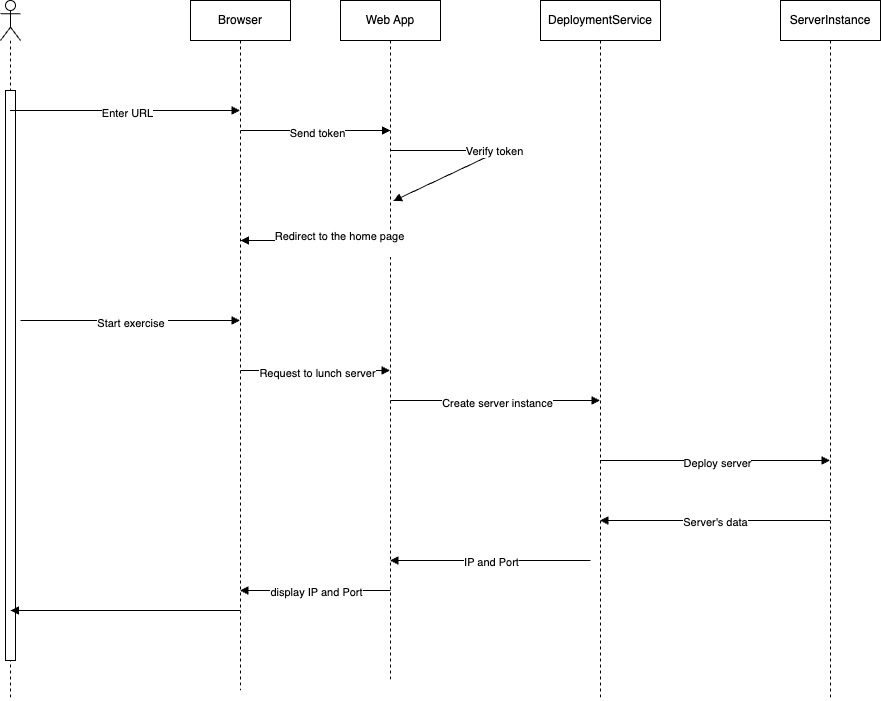 Browser
Web App
DeploymentService
ServerInstance
Enter URL
Send token
Verify token
Redirect to the home page
Start exercise
Request to lunch server
Create server instance
Deploy server
Server's data
IP and Port
display IP and Port